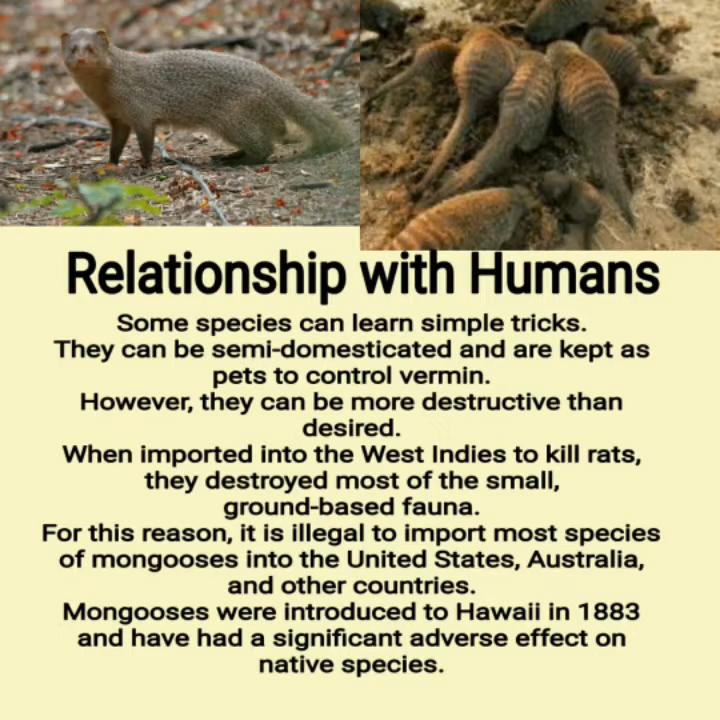 Relationship with Humans
Some species can learn simple tricks.
They can be semi-domesticated and are kept as
pets to control vermin.
However, they can be more destructive than
desired.
When imported into the West Indies to kill rats,
they destroyed most of the small,
ground-based fauna.
For this reason, it is illegal to import most species
of mongooses into the United States, Australia,
and other countries.
Mongooses were introduced to Hawaii in 1883
and have had a significant adverse effect on
native species.